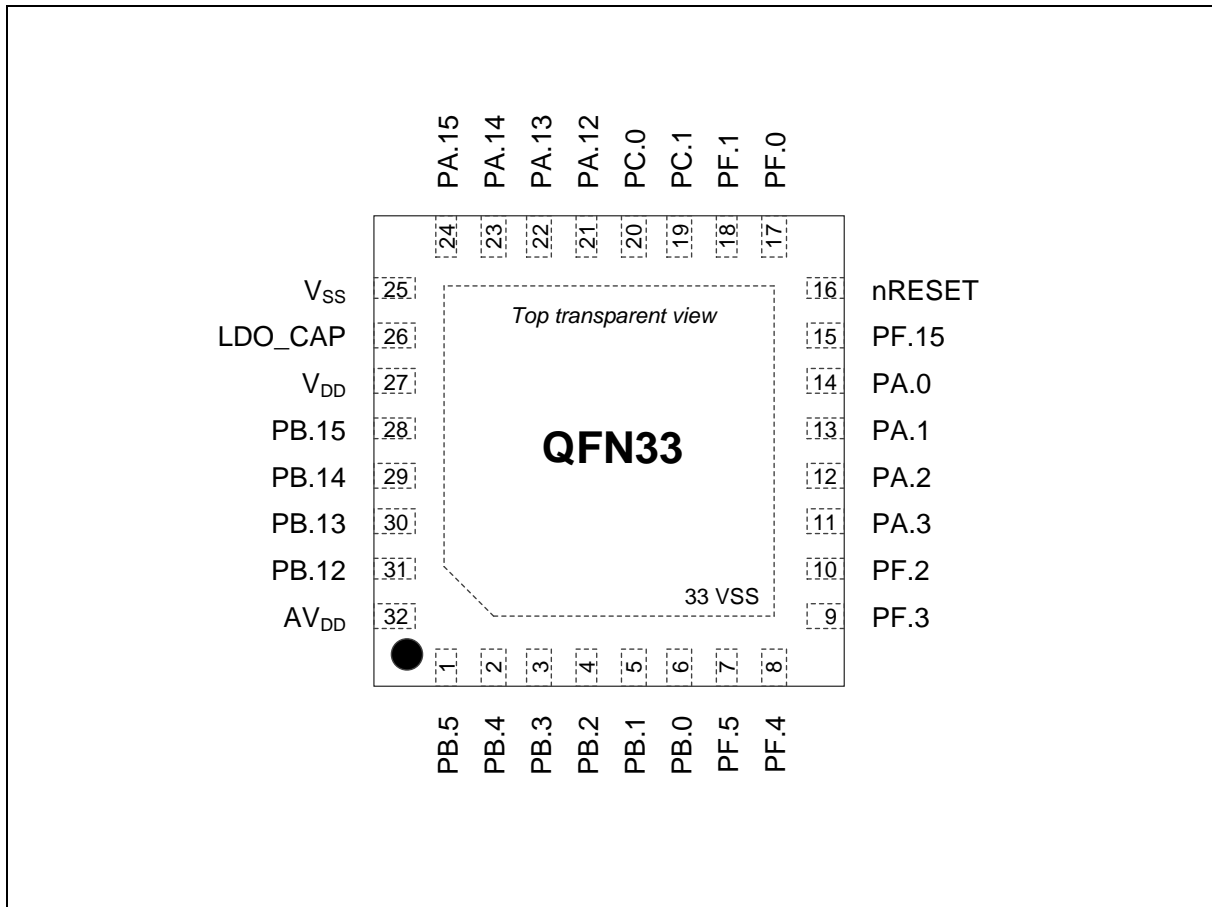 PA.15
PA.14
PA.13
PA.12
PC.0
PC.1
PF.1
PF.0
24
23
22
21
20
19
18
17
VSS 25
LDO_CAP 26
VDD 27
PB.15 28
PB.14 29
PB.13 30
PB.12 31
AVDD 32
Top transparent view
QFN33
33 VSS
16 nRESET
15 PF.15
14 PA.0
13 PA.1
12 PA.2
11 PA.3
10 PF.2
9 PF.3
1
2
3
4
5
6
7
8
PB.5
PB.4
PB.3
PB.2
PB.1
PB.0
PF.5
PF.4